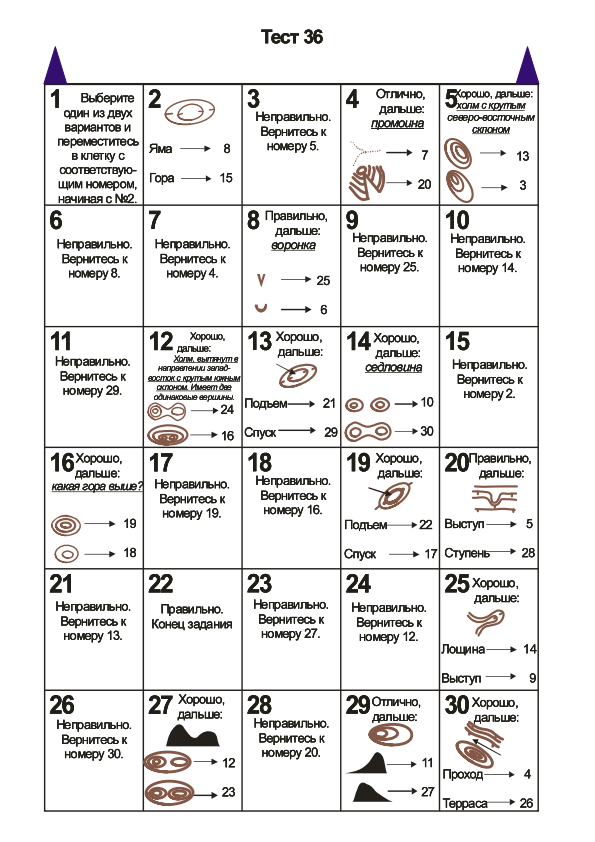 Тест 36
1 Выберите
один из двух
вариантов и
переместитесь
в клетку с
соответствую-
щим номером,
начиная с №2.
2
Яма 8
Гора 15
3
Неправильно.
Вернитесь к
номеру 5.
4 Отлично,
дальше:
промоина
7
20
5 Хорошо, дальше:
холм с крутым
северо-восточным
склоном
13
3
6
Неправильно.
Вернитесь к
номеру 8.
7
Неправильно.
Вернитесь к
номеру 4.
8 Правильно,
дальше:
воронка
25
6
9
Неправильно.
Вернитесь к
номеру 25.
10
Неправильно.
Вернитесь к
номеру 14.
11
Неправильно.
Вернитесь к
номеру 29.
12 Хорошо,
дальше:
Холм, вытянут в
направлении запад-
восток с крутым южным
склоном. Имеет две
одинаковые вершины.
24
16
13 Хорошо,
дальше:
Подъем 21
Спуск 29
14 Хорошо,
дальше:
седловина
10
30
15
Неправильно.
Вернитесь к
номеру 2.
16 Хорошо,
дальше:
какая гора выше?
19
18
17
Неправильно.
Вернитесь к
номеру 19.
18
Неправильно.
Вернитесь к
номеру 16.
19 Хорошо,
дальше:
Подъем 22
Спуск 17
20 Правильно,
дальше:
Выступ 5
Ступень 28
21
Неправильно.
Вернитесь к
номеру 13.
22
Правильно.
Конец задания
23
Неправильно.
Вернитесь к
номеру 27.
24
Неправильно.
Вернитесь к
номеру 12.
25 Хорошо,
дальше:
Лощина 14
Выступ 9
26
Неправильно.
Вернитесь к
номеру 30.
27 Хорошо,
дальше:
12
23
28
Неправильно.
Вернитесь к
номеру 20.
29 Отлично,
дальше:
11
27
30 Хорошо,
дальше:
Проход 4
Терраса 26